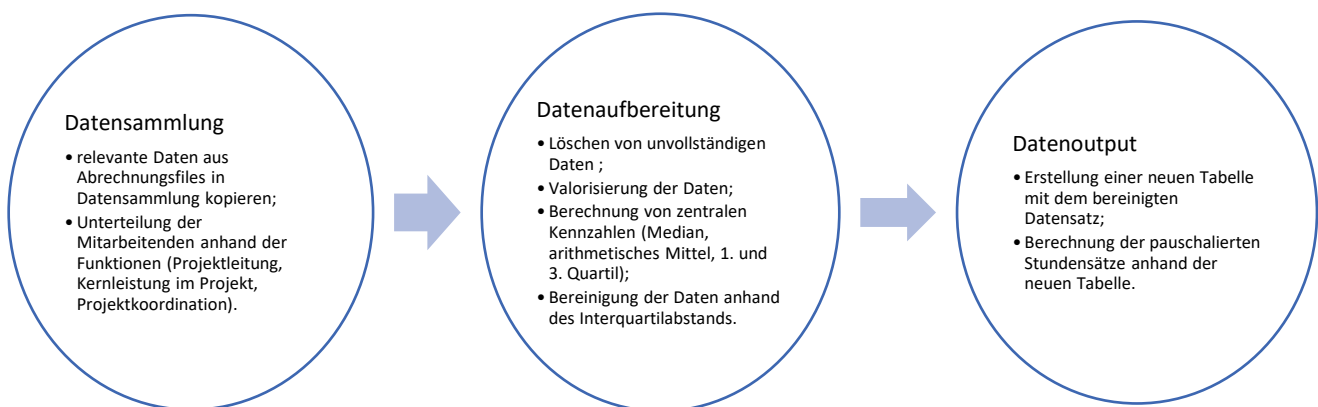 Datensammlung
• relevante Daten aus
Abrechnungsfiles in
Datensammlung kopieren;
• Unterteilung der
Mitarbeitenden anhand der
Funktionen (Projektleitung,
Kernleistung im Projekt,
Projektkoordination).
Datenaufbereitung
• Löschen von unvollständigen
Daten ;
• Valorisierung der Daten;
• Berechnung von zentralen
Kennzahlen (Median,
arithmetisches Mittel, 1. und
3. Quartil);
• Bereinigung der Daten anhand
des Interquartilabstands.
Datenoutput
• Erstellung einer neuen Tabelle
mit dem bereinigten
Datensatz;
• Berechnung der pauschalierten
Stundensätze anhand der
neuen Tabelle.